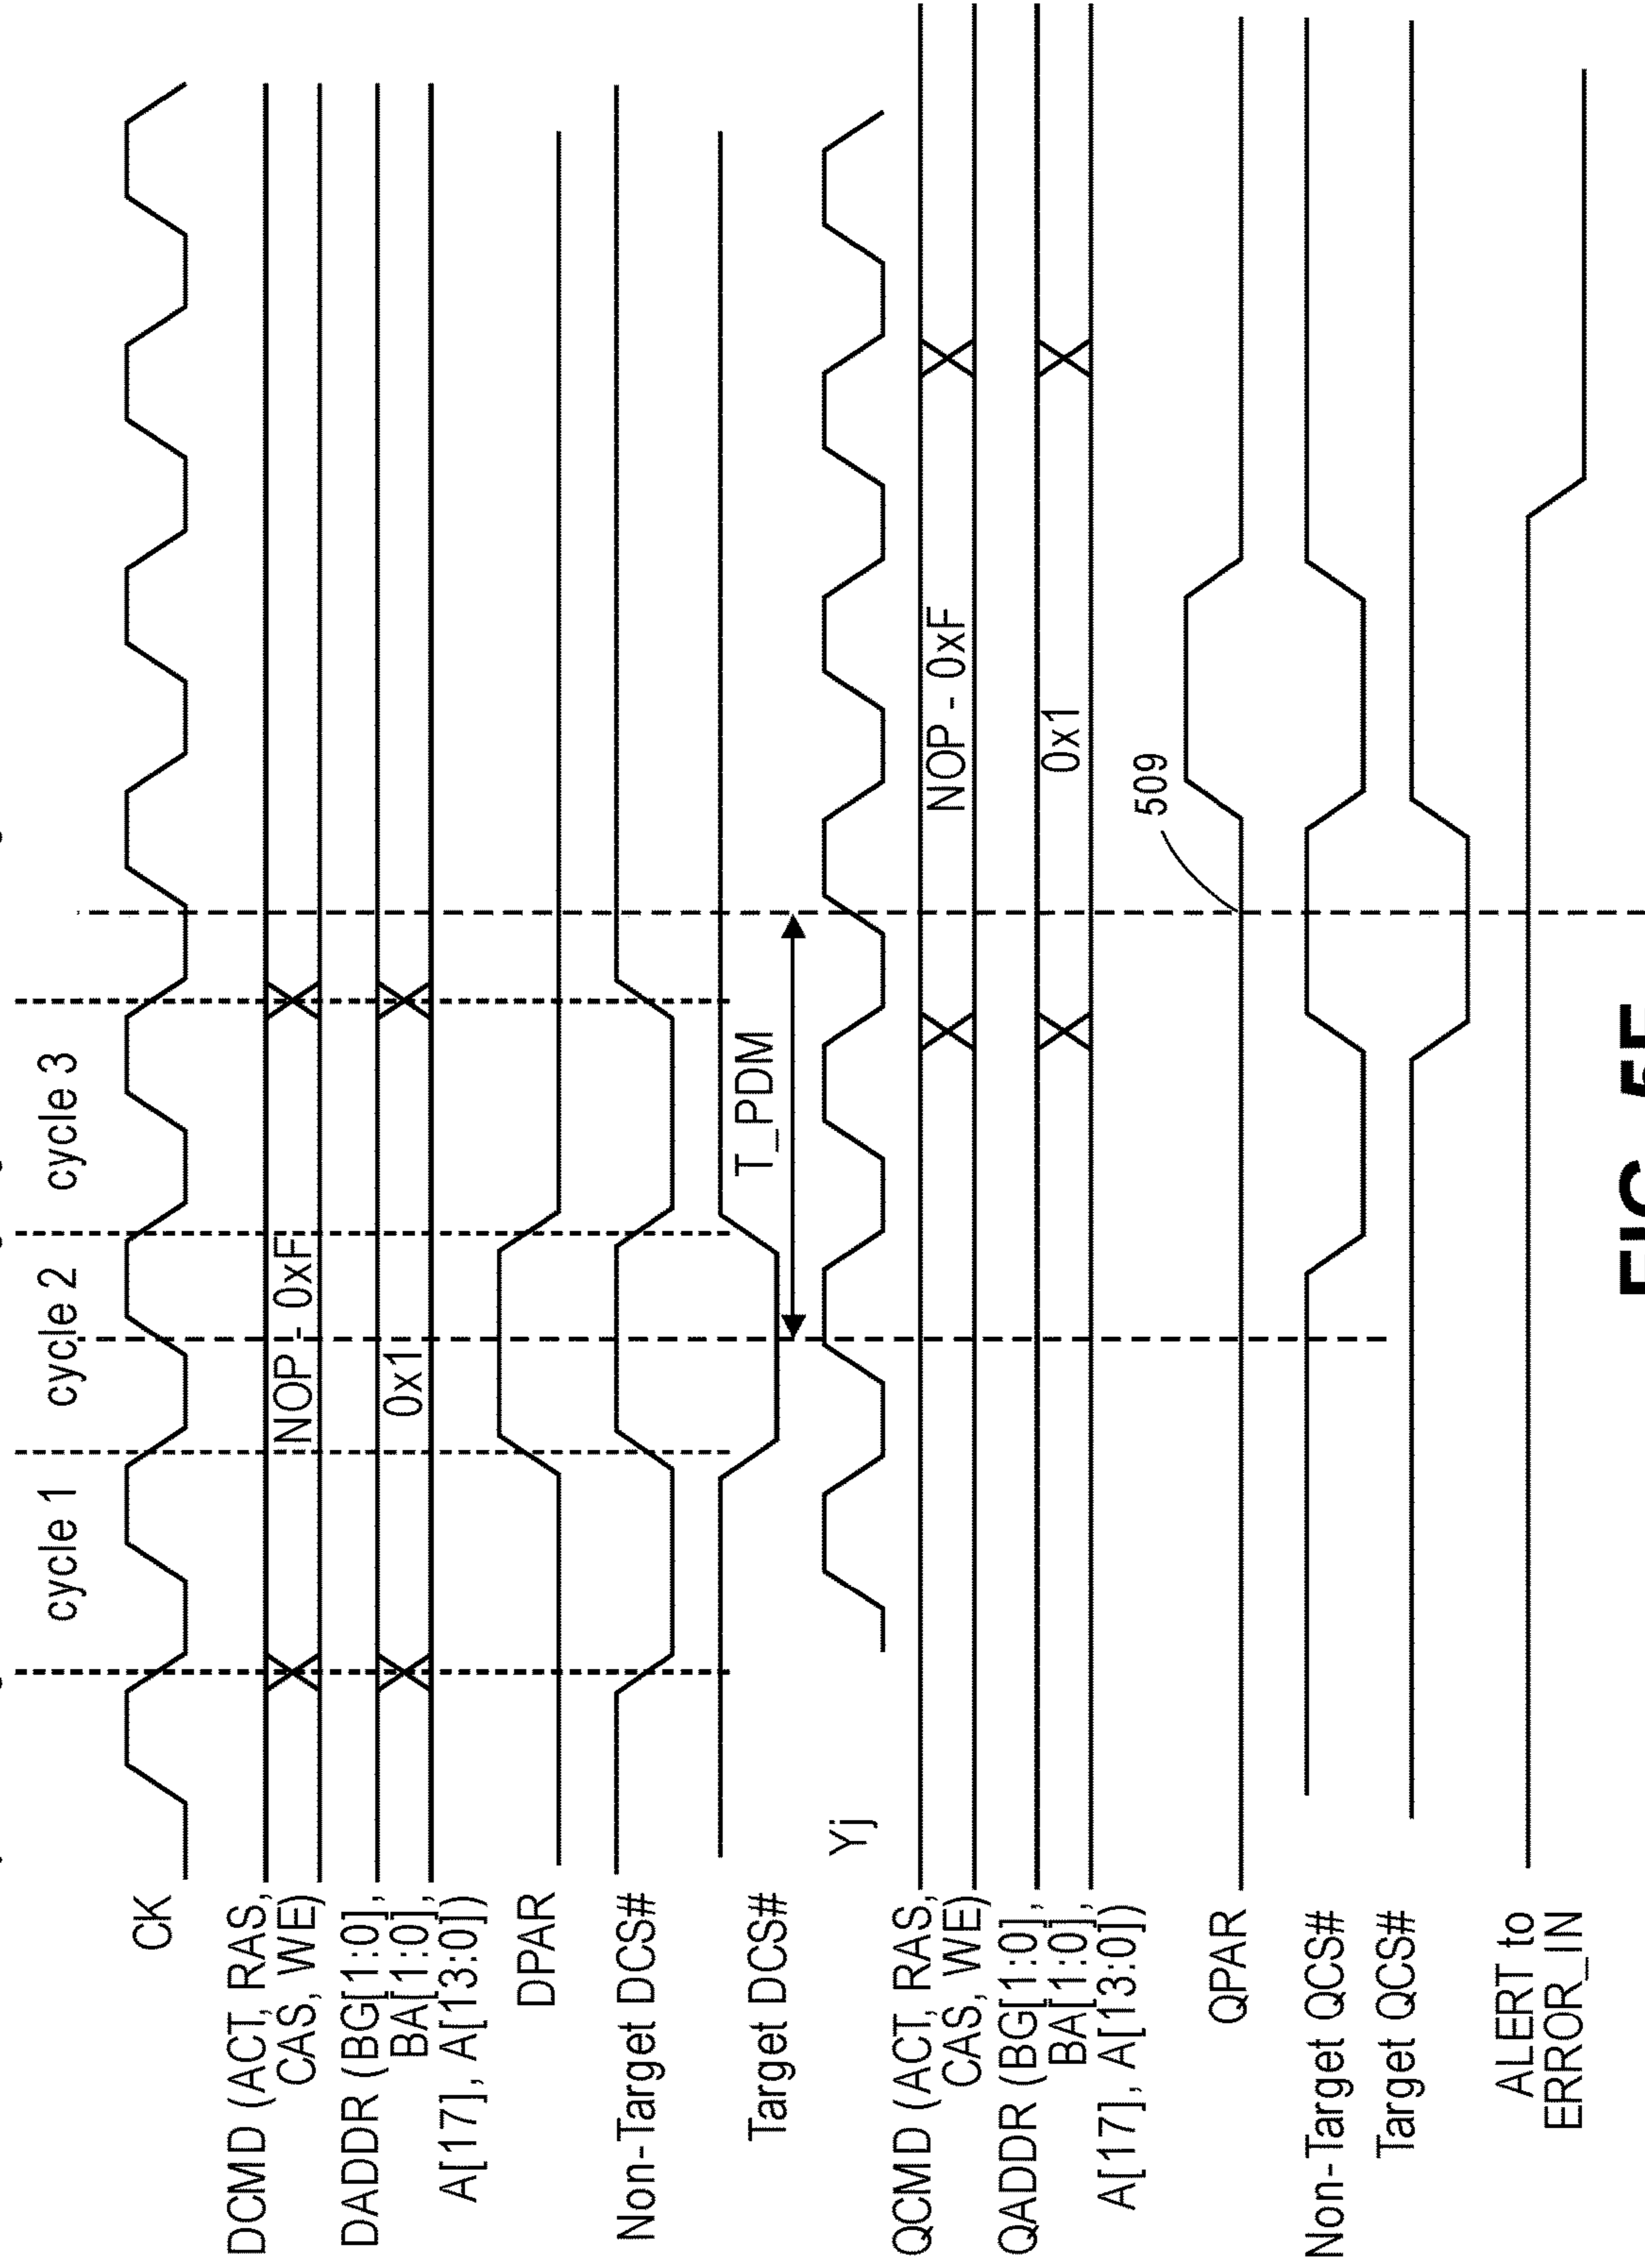 cycle 1 cycle 2 cycle 3
CK
DCMD (ACT, RAS,
CAS, WE)
NOP - 0xF
DADDR (BG[1:0],
BA[1:0],
A[17], A[13:0])
0x1
DPAR
Non-Target DCS#
Target DCS#
T_PDM
Yj
QCMD (ACT, RAS,
CAS, WE)
NOP - 0xF
QADDR (BG[1:0],
BA[1:0],
A[17], A[13:0])
0x1
509
QPAR
Non-Target QCS#
Target QCS#
ALERT to
ERROR_IN